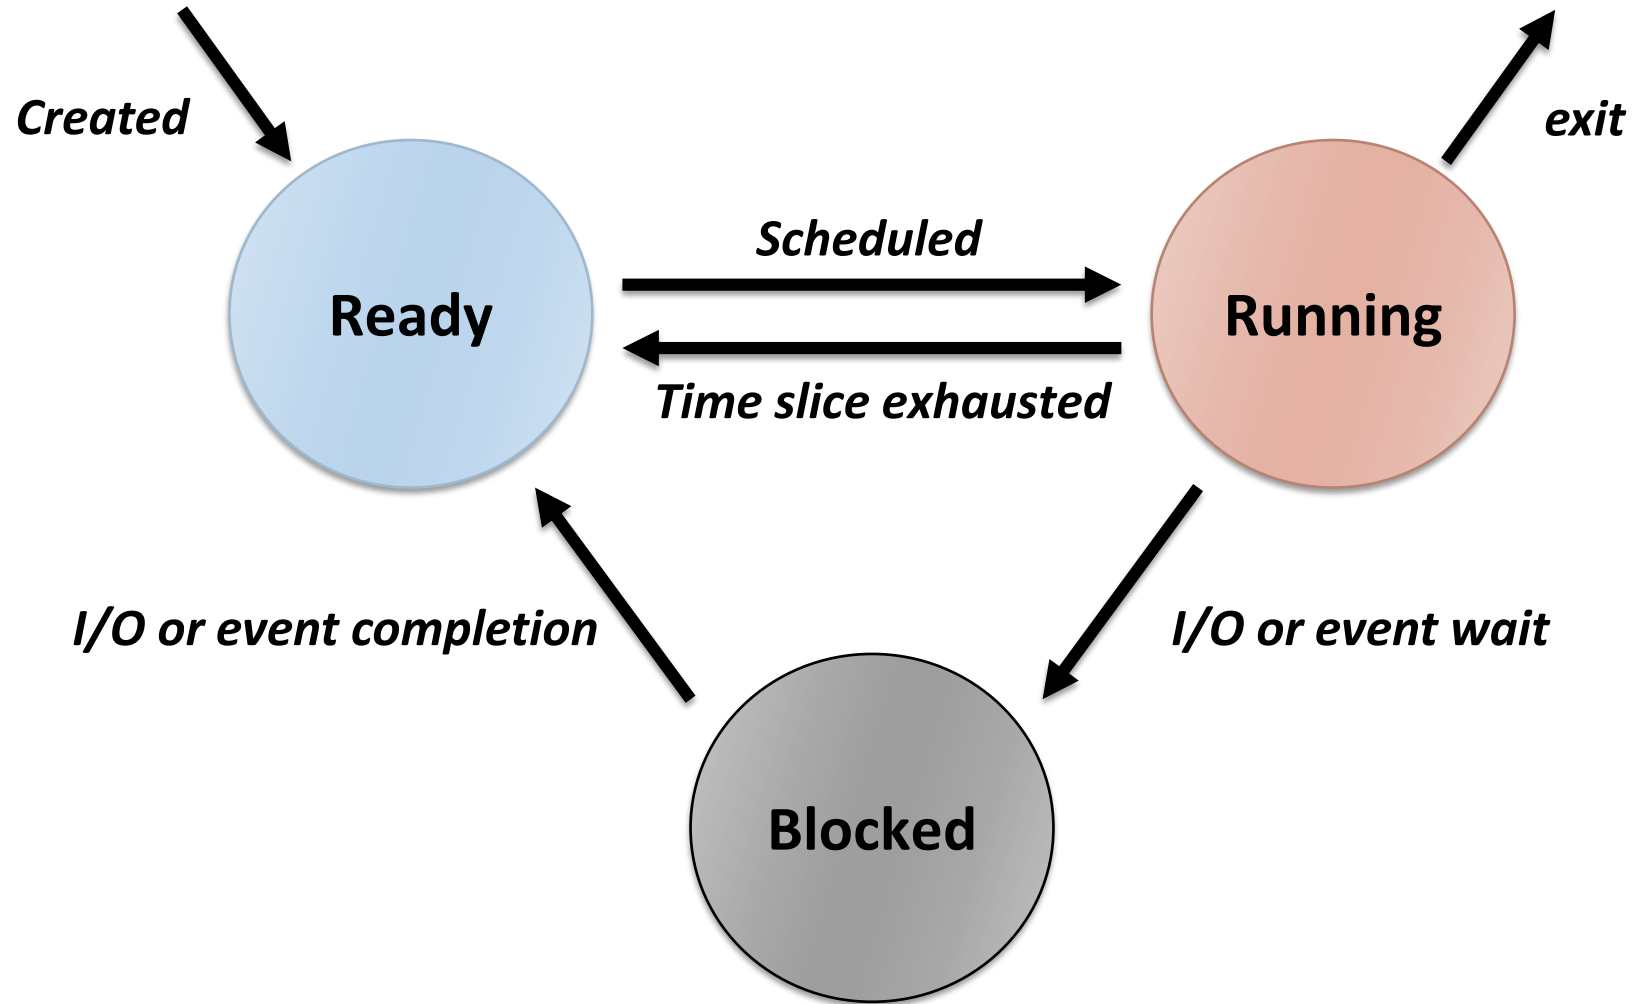 Created
exit
Scheduled
Ready
Running
Time slice exhausted
I/O or event completion
I/O or event wait
Blocked